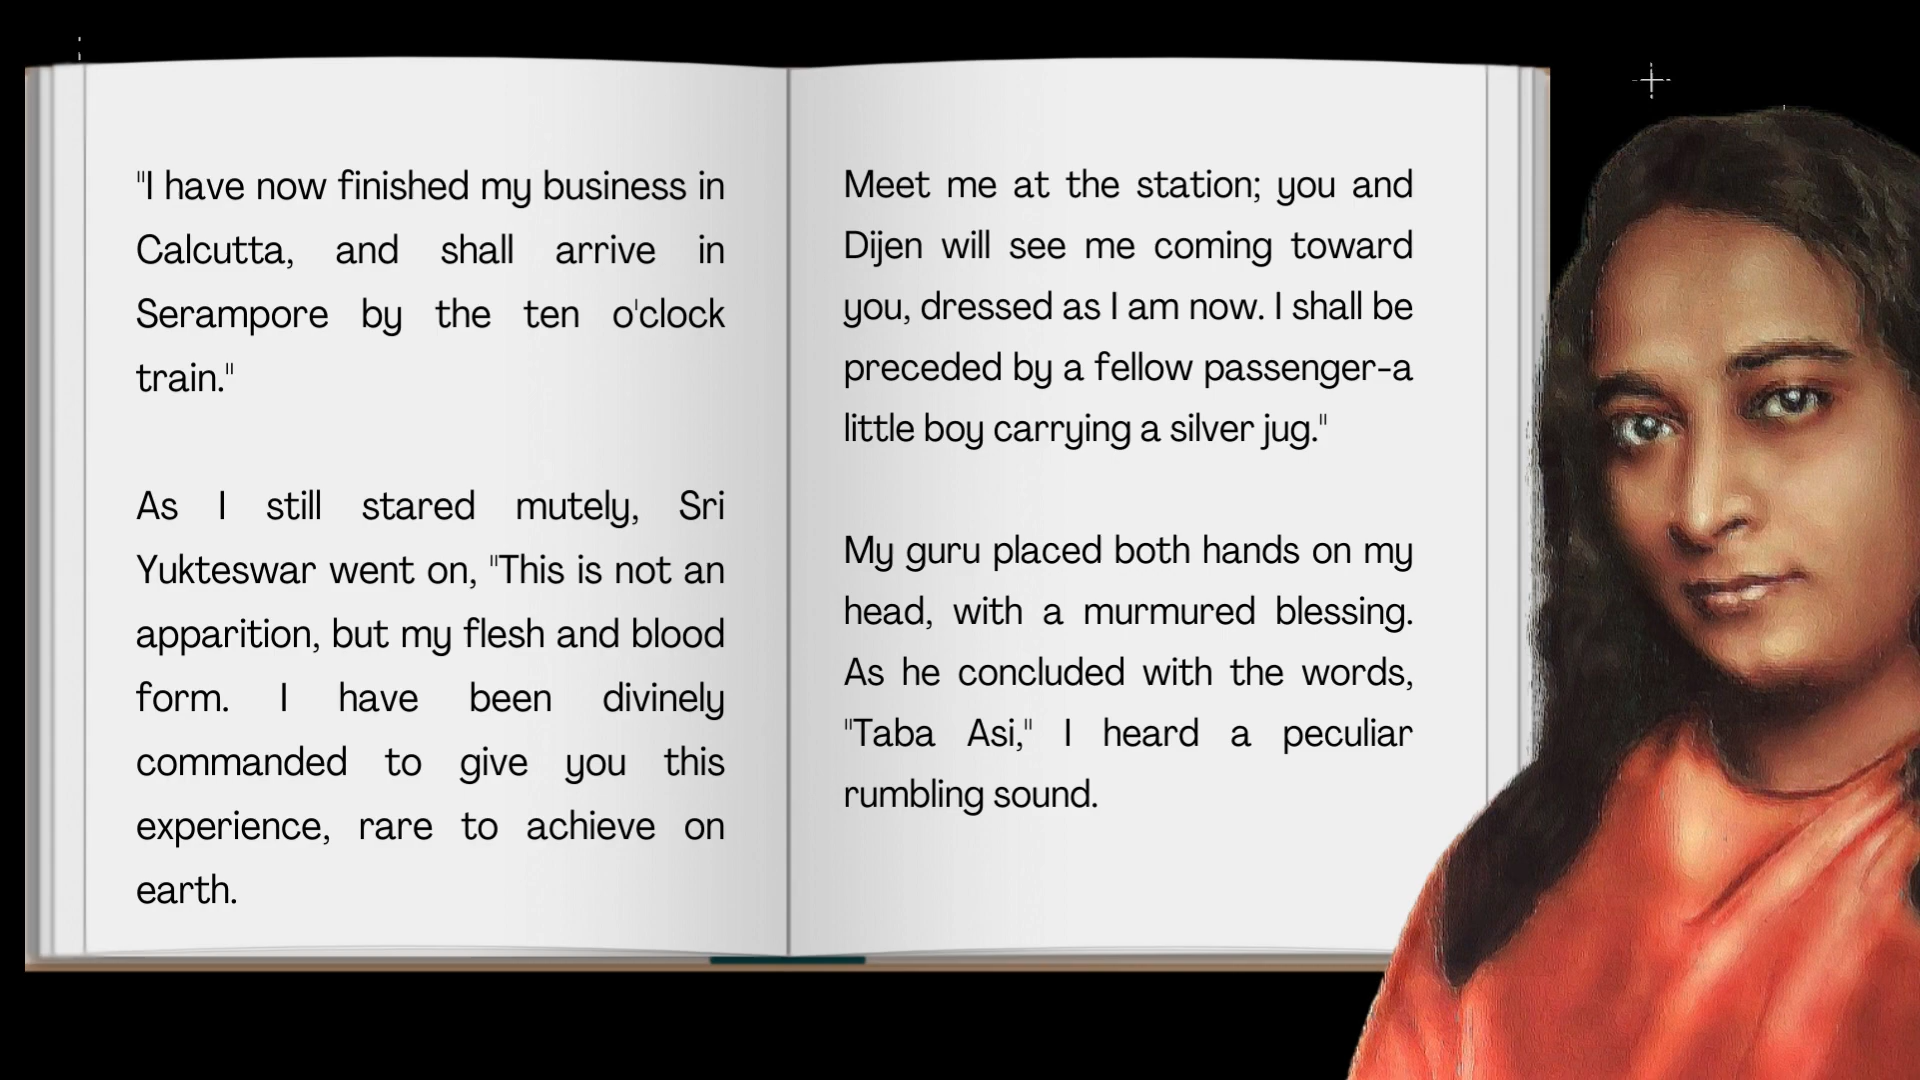 "I have now finished my business in
Calcutta, and shall arrive in
Serampore by the ten o'clock
train."
As I still stared mutely, Sri
Yukteswar went on, "This is not an
apparition, but my flesh and blood
form. I have been divinely
commanded to give you this
experience, rare to achieve on
earth.
Meet me at the station; you and
Dijen will see me coming toward
you, dressed as I am now. I shall be
preceded by a fellow passenger-a
little boy carrying a silver jug."
My guru placed both hands on my
head, with a murmured blessing.
As he concluded with the words,
"Taba Asi," I heard a peculiar
rumbling sound.